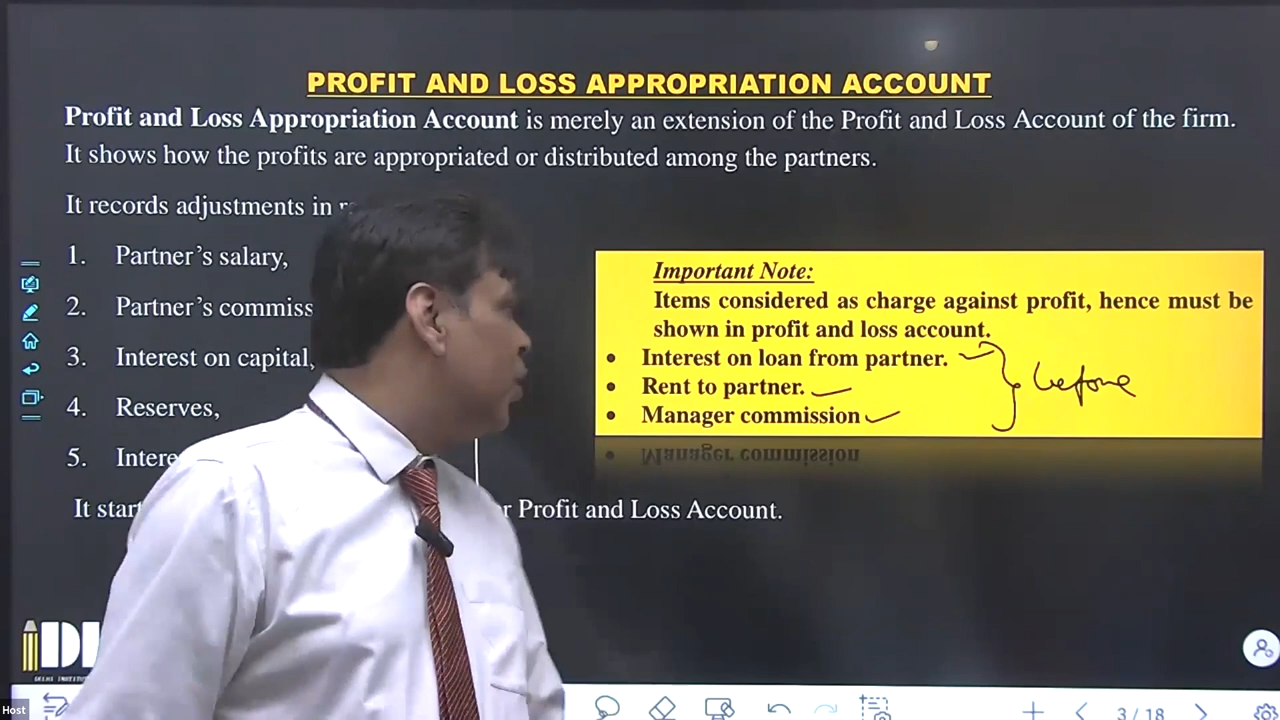 PROFIT AND LOSS APPROPRIATION ACCOUNT
Profit and Loss Appropriation Account is merely an extension of the Profit and Loss Account of the firm.
It shows how the profits are appropriated or distributed among the partners.
It records adjustments in
1. Partner's salary,
2. Partner's commiss
3. Interest on capital,
4. Reserves,
5. Intere
It star r Profit and Loss Account.
Important Note:
Items considered as charge against profit, hence must be
shown in profit and loss account.
• Interest on loan from partner.
• Rent to partner.
• Manager commission
before
Manager commission
Host
3 / 18